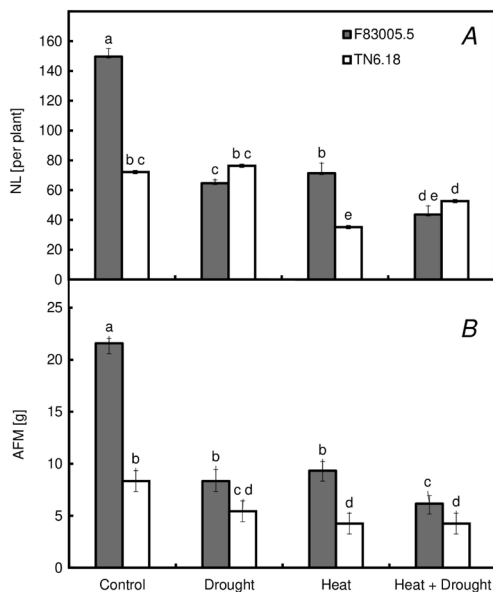 A
F83005.5
TN6.18
NL [per plant]
160
140
120
100
80
60
40
20
0
a
b c
c
b c
b
e
d e
d
B
AFM [g]
25
20
15
10
5
0
a
b
b
c d
b
d
c
d
Control Drought Heat Heat + Drought